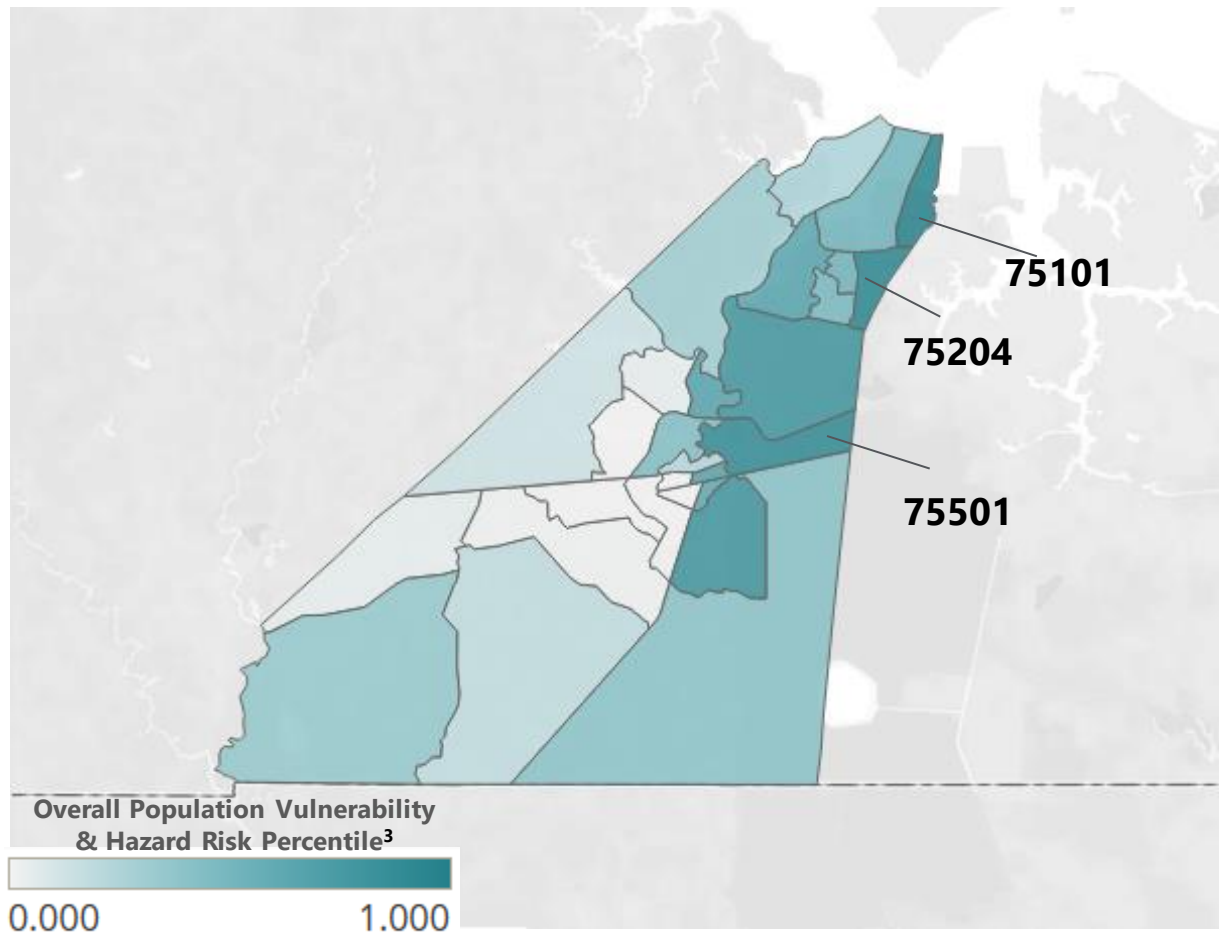 75101
75204
75501
Overall Population Vulnerability
& Hazard Risk Percentile³
0.000 1.000